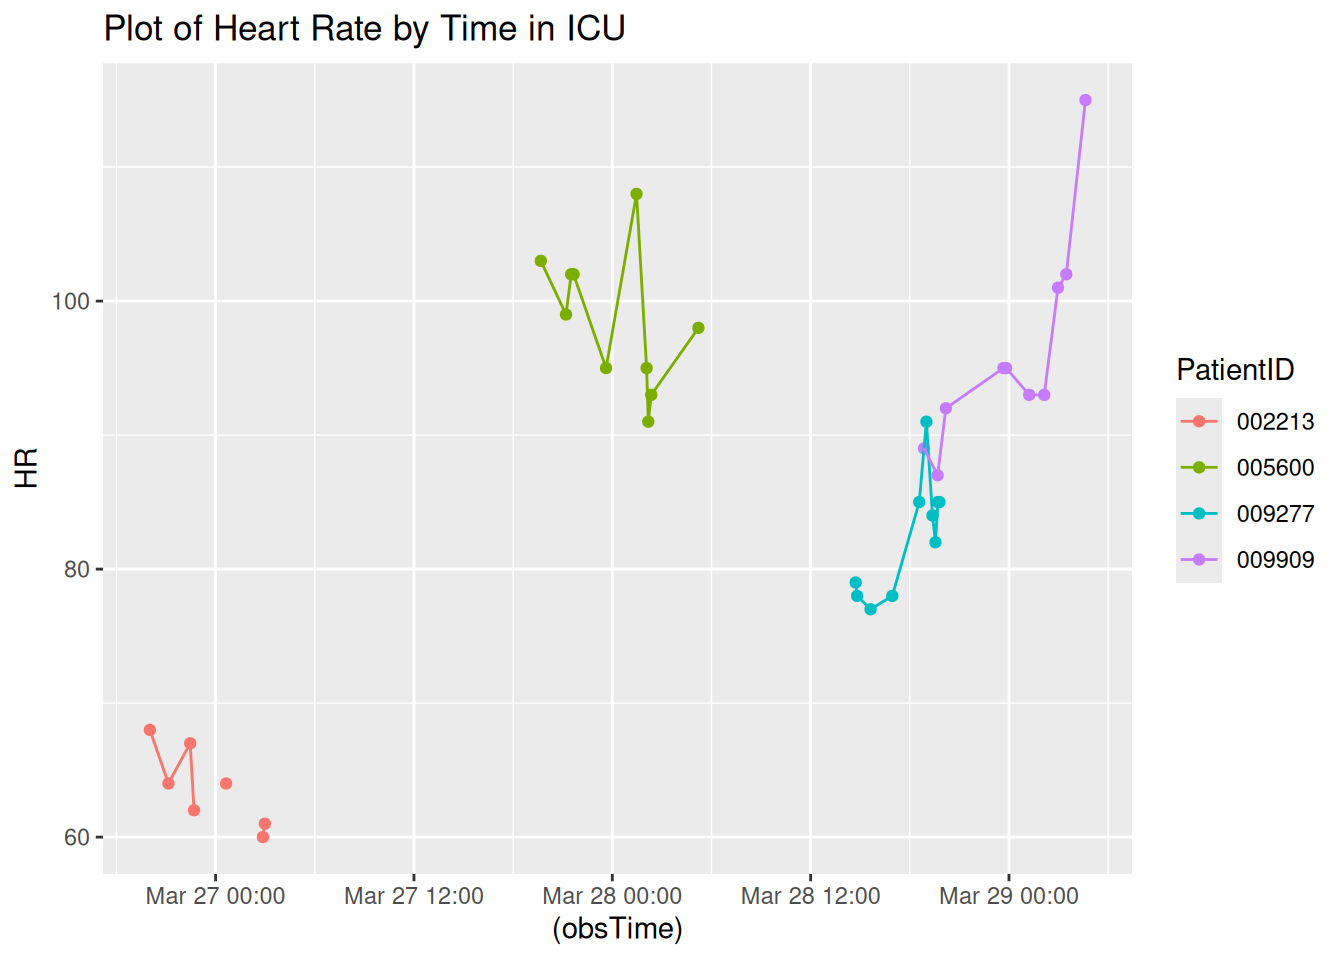 Plot of Heart Rate by Time in ICU
HR
100
80
60
Mar 27 00:00
Mar 27 12:00
Mar 28 00:00
Mar 28 12:00
Mar 29 00:00
(obsTime)
PatientID
002213
005600
009277
009909